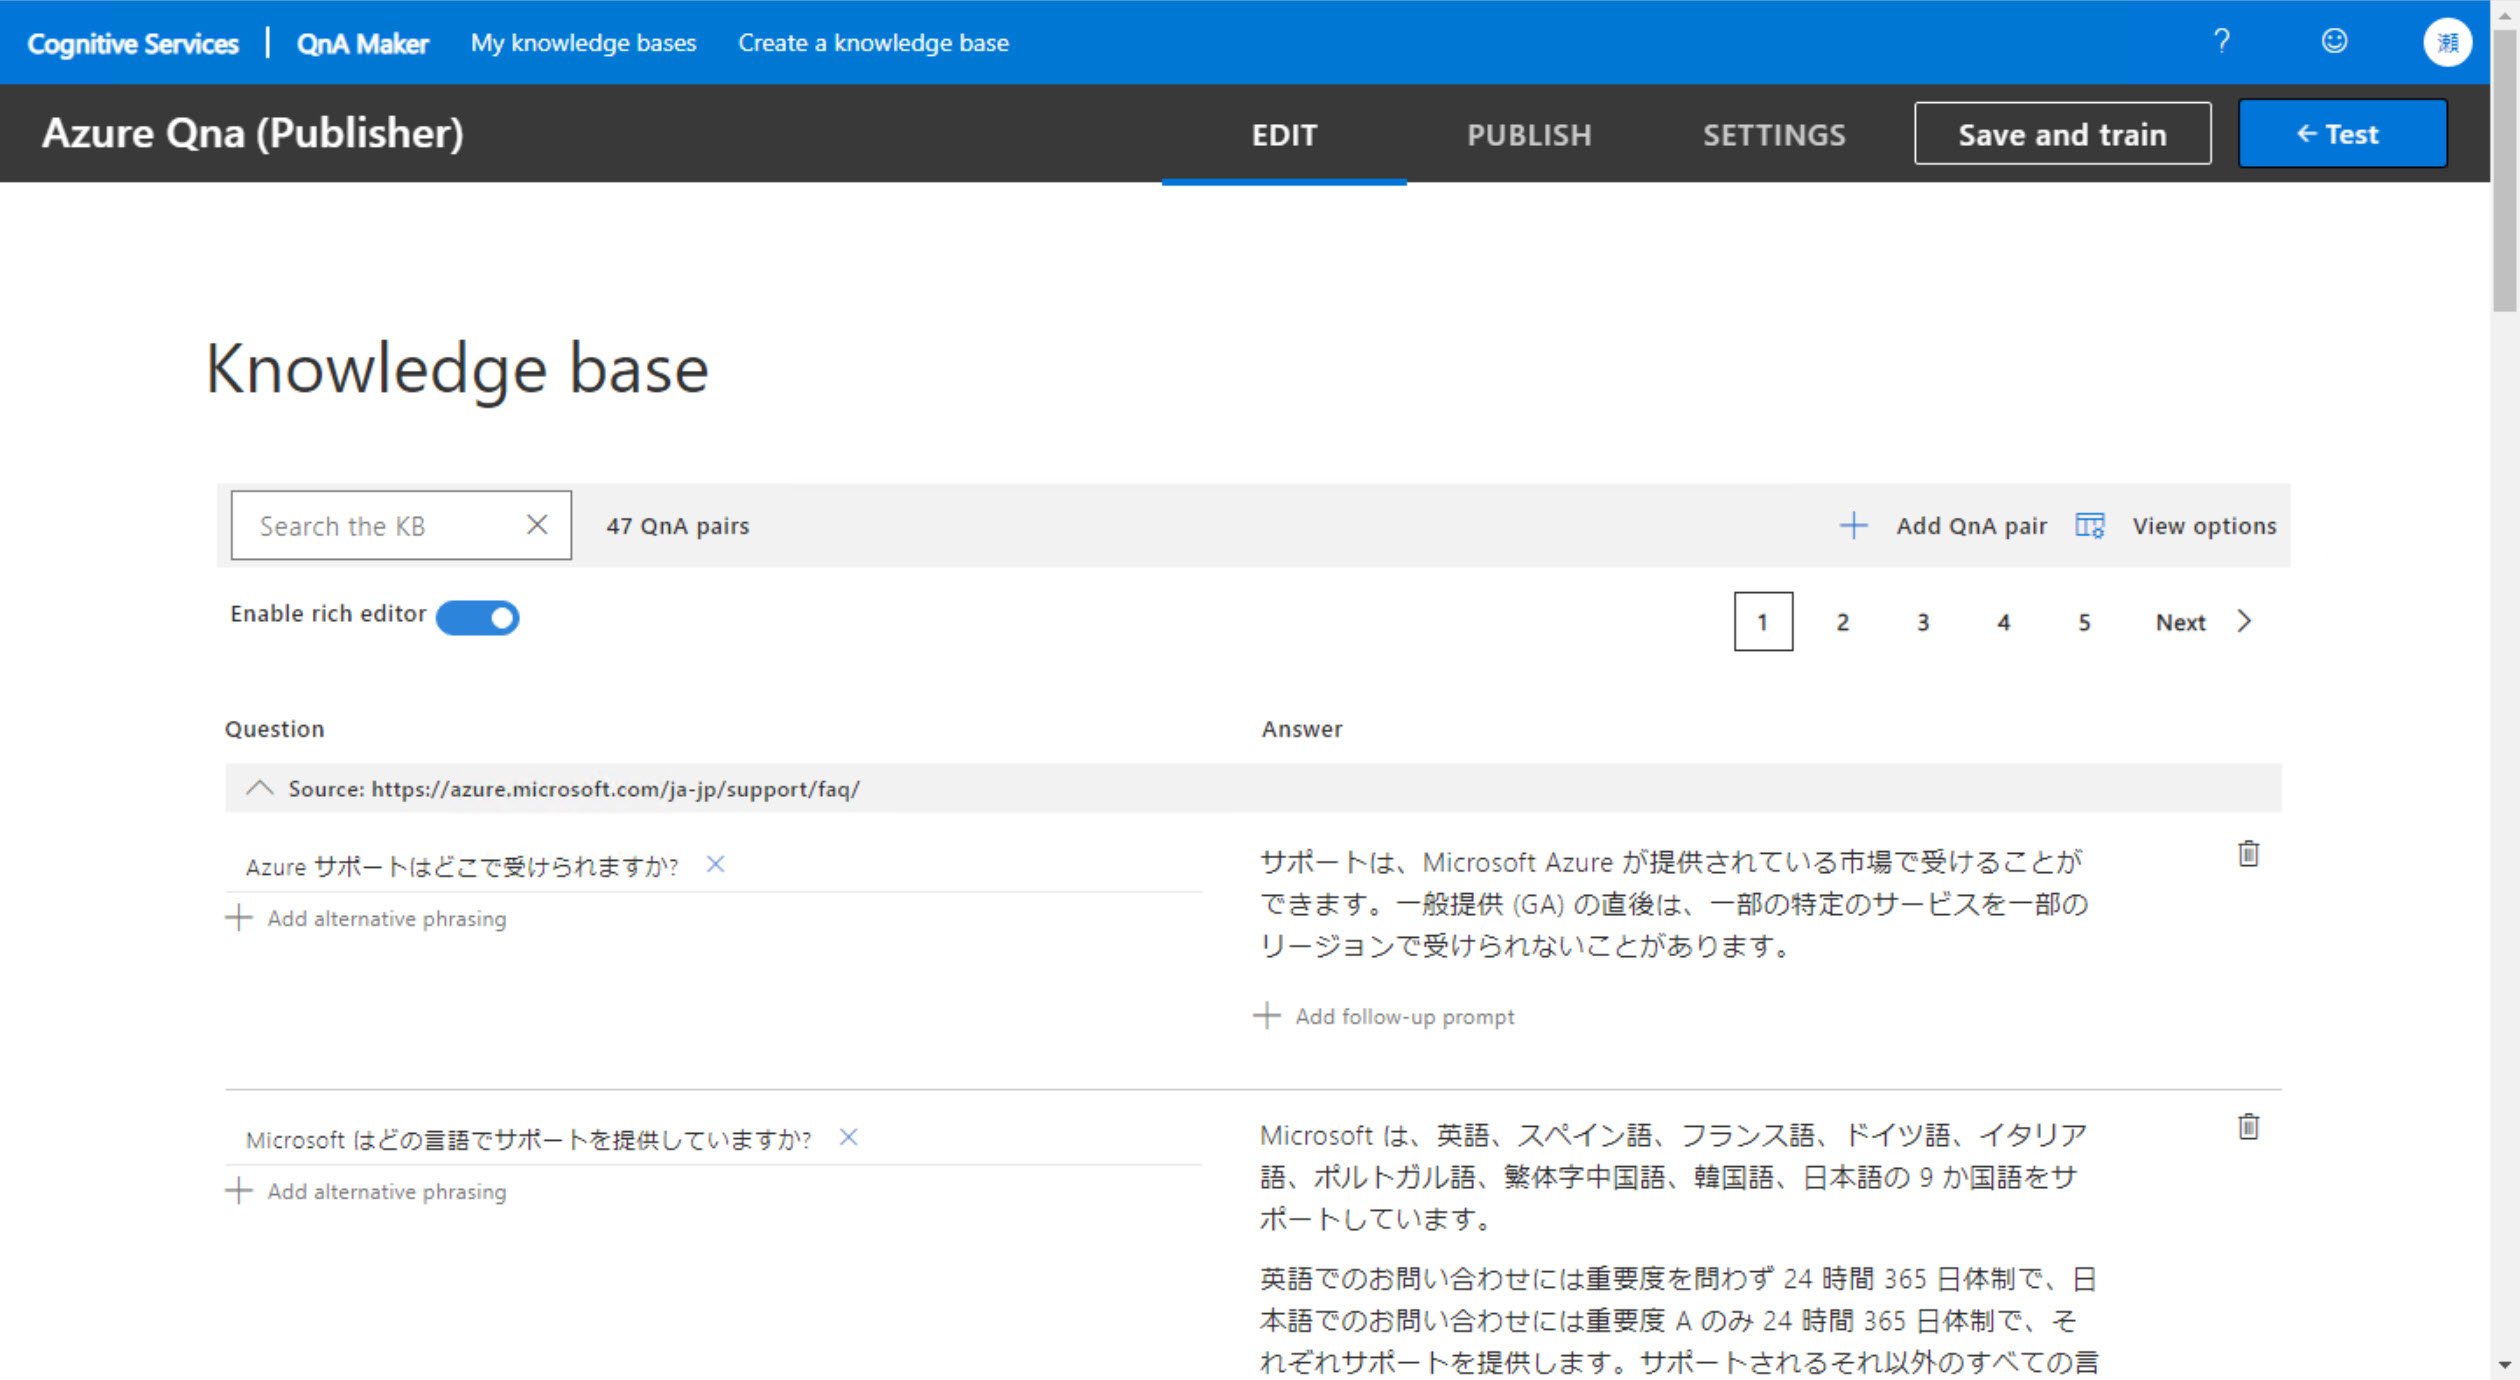 Cognitive Services | QnA Maker My knowledge bases Create a knowledge base ? 瀬
Azure Qna (Publisher) EDIT PUBLISH SETTINGS Save and train ← Test
Knowledge base
Search the KB 47 QnA pairs Add QnA pair View options
Enable rich editor 1 2 3 4 5 Next
Question Answer
Source: https://azure.microsoft.com/ja-jp/support/faq/
Azure サポートはどこで受けられますか?
Add alternative phrasing
サポートは、Microsoft Azure が提供されている市場で受けることが
できます。一般提供 (GA) の直後は、一部の特定のサービスを一部の
リージョンで受けられないことがあります。
Add follow-up prompt
Microsoft はどの言語でサポートを提供していますか?
Add alternative phrasing
Microsoft は、英語、スペイン語、フランス語、ドイツ語、イタリア
語、ポルトガル語、繁体字中国語、韓国語、日本語の 9 か国語をサ
ポートしています。
英語でのお問い合わせには重要度を問わず 24 時間 365 日体制で、日
本語でのお問い合わせには重要度 A のみ 24 時間 365 日体制で、そ
れぞれサポートを提供します。サポートされるそれ以外のすべての言